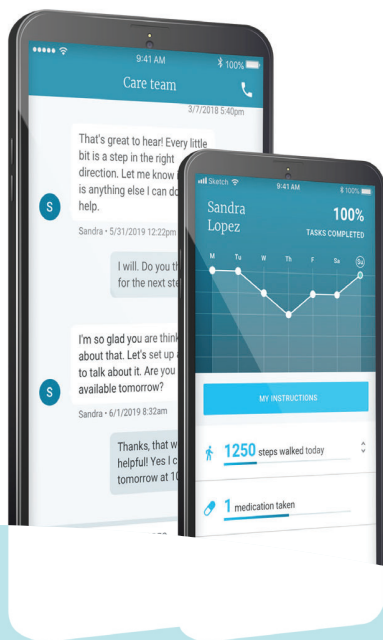 9:41 AM
100%
Care team
3/7/2018 5:40pm
That's great to hear! Every little
bit is a step in the right
direction. Let me know
is anything else I can do
help.
S
Sandra • 5/31/2019 12:22pm
I will. Do you
for the next
I'm so glad you are
about that. Let's set up
to talk about it. Are you
available tomorrow?
S
Sandra • 6/1/2019 8:32am
Thanks, that
helpful! Yes I
tomorrow at
Sketch
9:41 AM
100%
Sandra
Lopez
100%
TASKS COMPLETED
M Tu W Th F Sa Su
MY INSTRUCTIONS
1250 steps walked today
1 medication taken